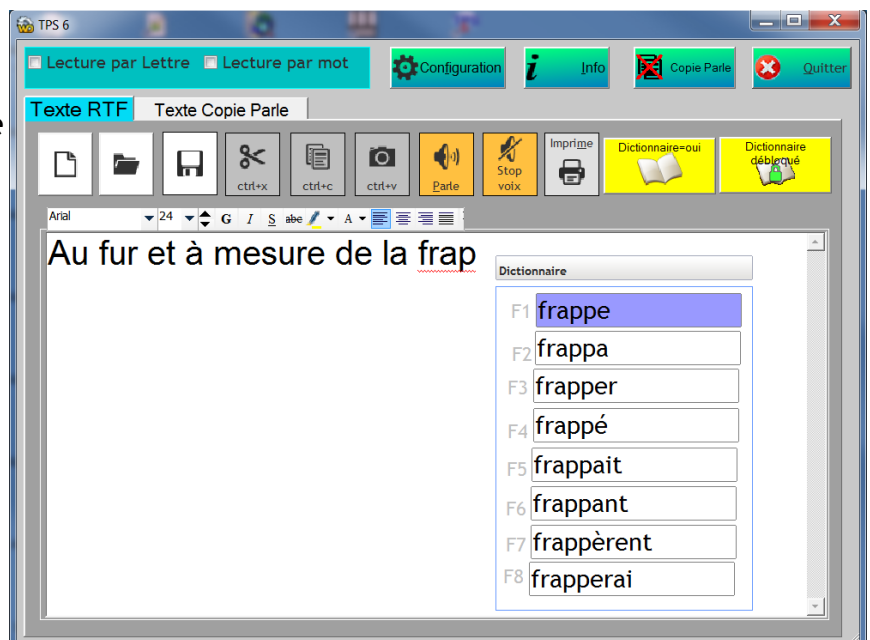 TPS 6
Lecture par Lettre Lecture par mot
Configuration
Info
Copie Parle
Quitter
Texte RTF Texte Copie Parle
ctrl+x
ctrl+c
ctrl+v
Parle
Stop
voix
Imprime
Dictionnaire=oui
Dictionnaire
débloqué
Arial 24 G I S abc A
Au fur et à mesure de la frap
Dictionnaire
F1 frappe
F2 frappa
F3 frapper
F4 frappé
F5 frappait
F6 frappant
F7 frappèrent
F8 frapperai